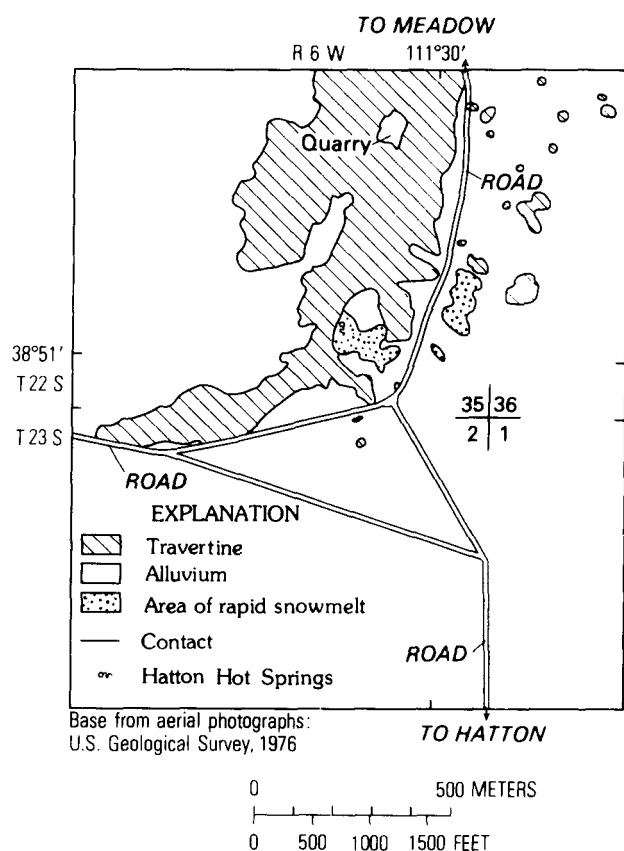 TO MEADOW
R 6 W 111°30'
Quarry
ROAD
38°51'
T 22 S
35 36
2 1
T 23 S
ROAD
EXPLANATION
Travertine
Alluvium
Area of rapid snowmelt
Contact
Hatton Hot Springs
ROAD
Base from aerial photographs:
U.S. Geological Survey, 1976
TO HATTON
0 500 METERS
0 500 1000 1500 FEET